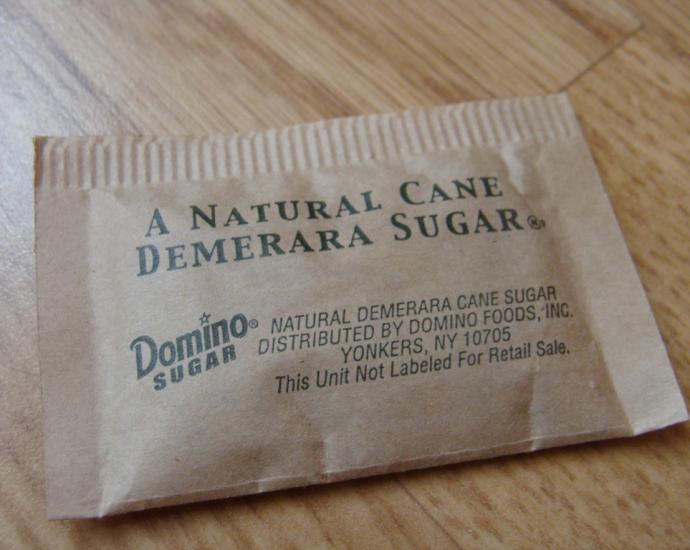 A NATURAL CANE
DEMERARA SUGAR®
Domino®
SUGAR
NATURAL DEMERARA CANE SUGAR
DISTRIBUTED BY DOMINO FOODS, INC.
YONKERS, NY 10705
This Unit Not Labeled For Retail Sale.